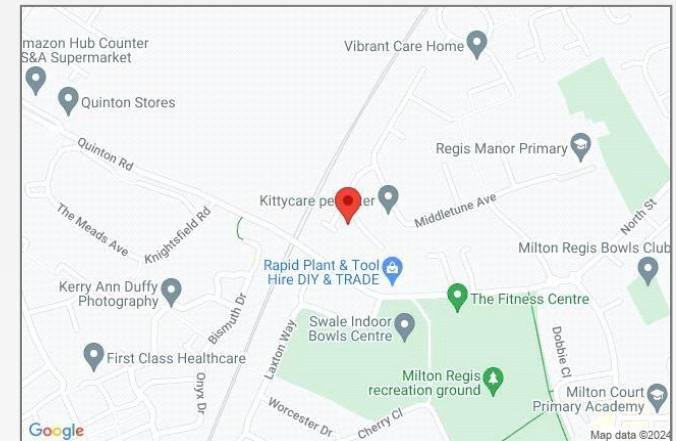 mazon Hub Counter
S&A Supermarket
Vibrant Care Home
Quinton Stores
Quinton Rd
Regis Manor Primary
Kittycare pe
ter
Middletune Ave
North St
The Meads Ave
Knightsfield Rd
Milton Regis Bowls Club
Rapid Plant & Tool
Hire DIY & TRADE
Kerry Ann Duffy
Photography
Bismuth Dr
The Fitness Centre
Swale Indoor
Bowls Centre
Laxton Way
Dobbie Cl
First Class Healthcare
Onyx Dr
Milton Regis
recreation ground
Milton Court
Primary Academy
Worcester Dr
Cherry Cl
Google
Map data ©2024